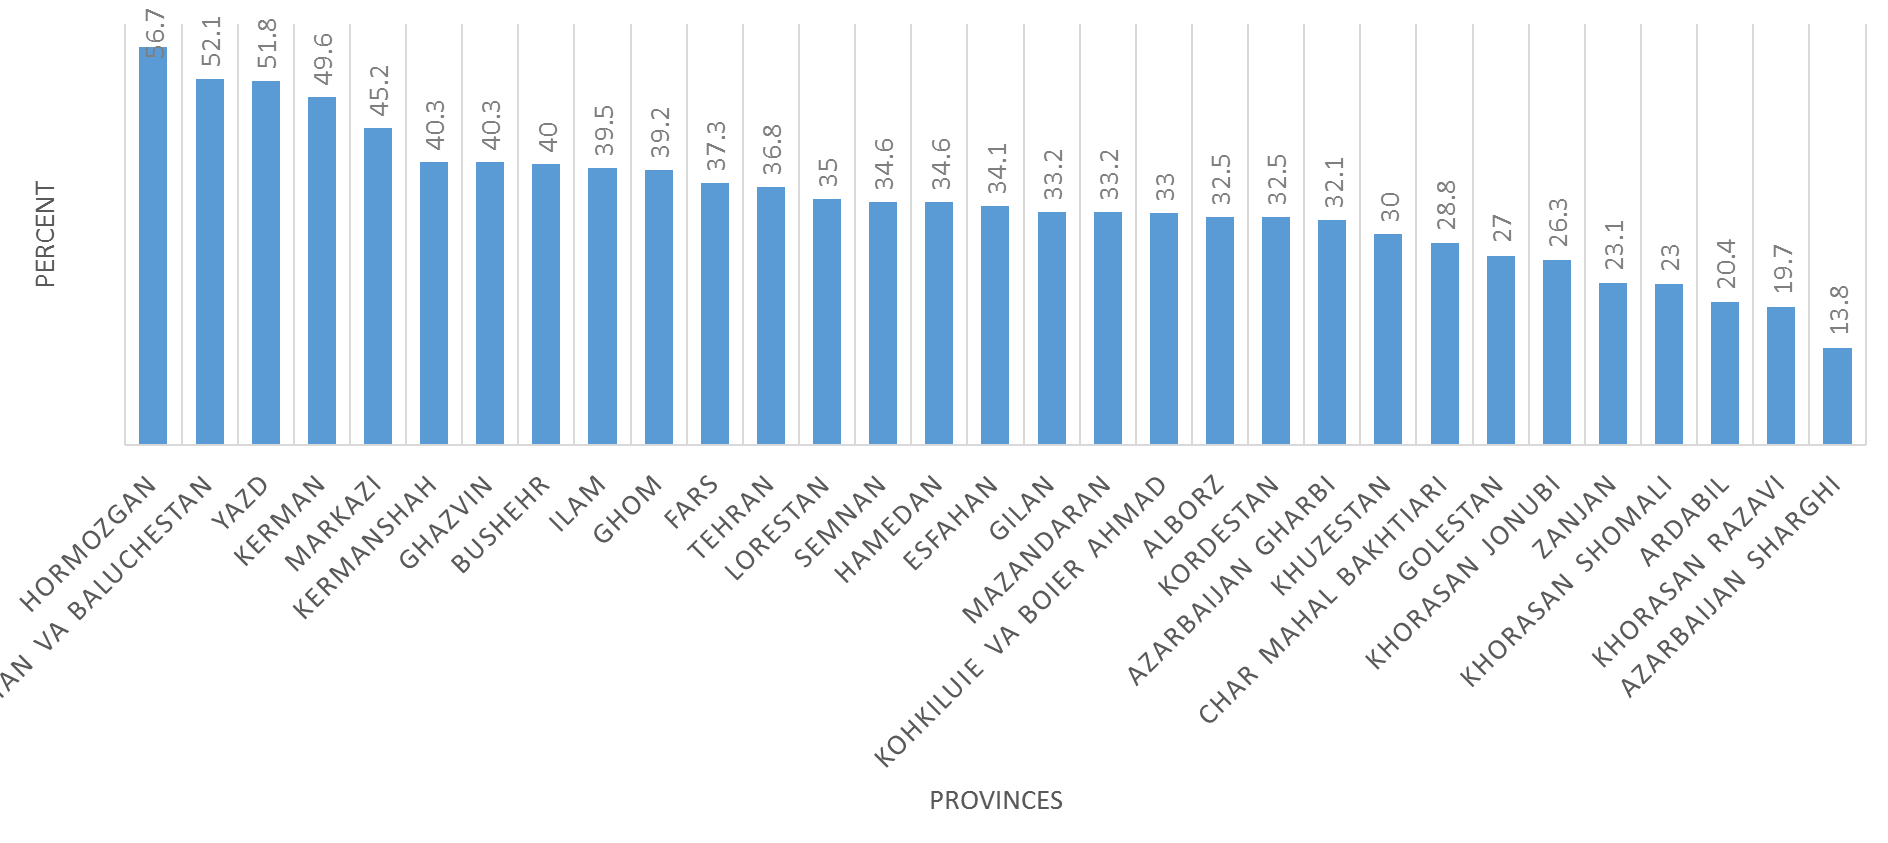 56.7
52.1
51.8
49.6
45.2
40.3
40.3
40
39.5
39.2
37.3
36.8
35
34.6
34.6
34.1
33.2
33.2
33
32.5
32.5
32.1
30
28.8
27
26.3
23.1
23
20.4
19.7
13.8
PERCENT
HORMOZGAN
VA BALUCHESTAN
YAZD
KERMAN
MARKAZI
KERMANSHAH
GHAZVIN
BUSHEHR
ILAM
GHOM
FARS
TEHRAN
LORESTAN
SEMNAN
HAMEDAN
ESFAHAN
GILAN
MAZANDARAN
KOHKILUIE VA BOIER AHMAD
ALBORZ
KORDESTAN
AZARBAIJAN GHARBI
KHUZESTAN
CHAR MAHAL BAKHTIARI
GOLESTAN
KHORASAN JONUBI
ZANJAN
KHORASAN SHOMALI
ARDABIL
KHORASAN RAZAVI
AZARBAIJAN SHARGHI
PROVINCES